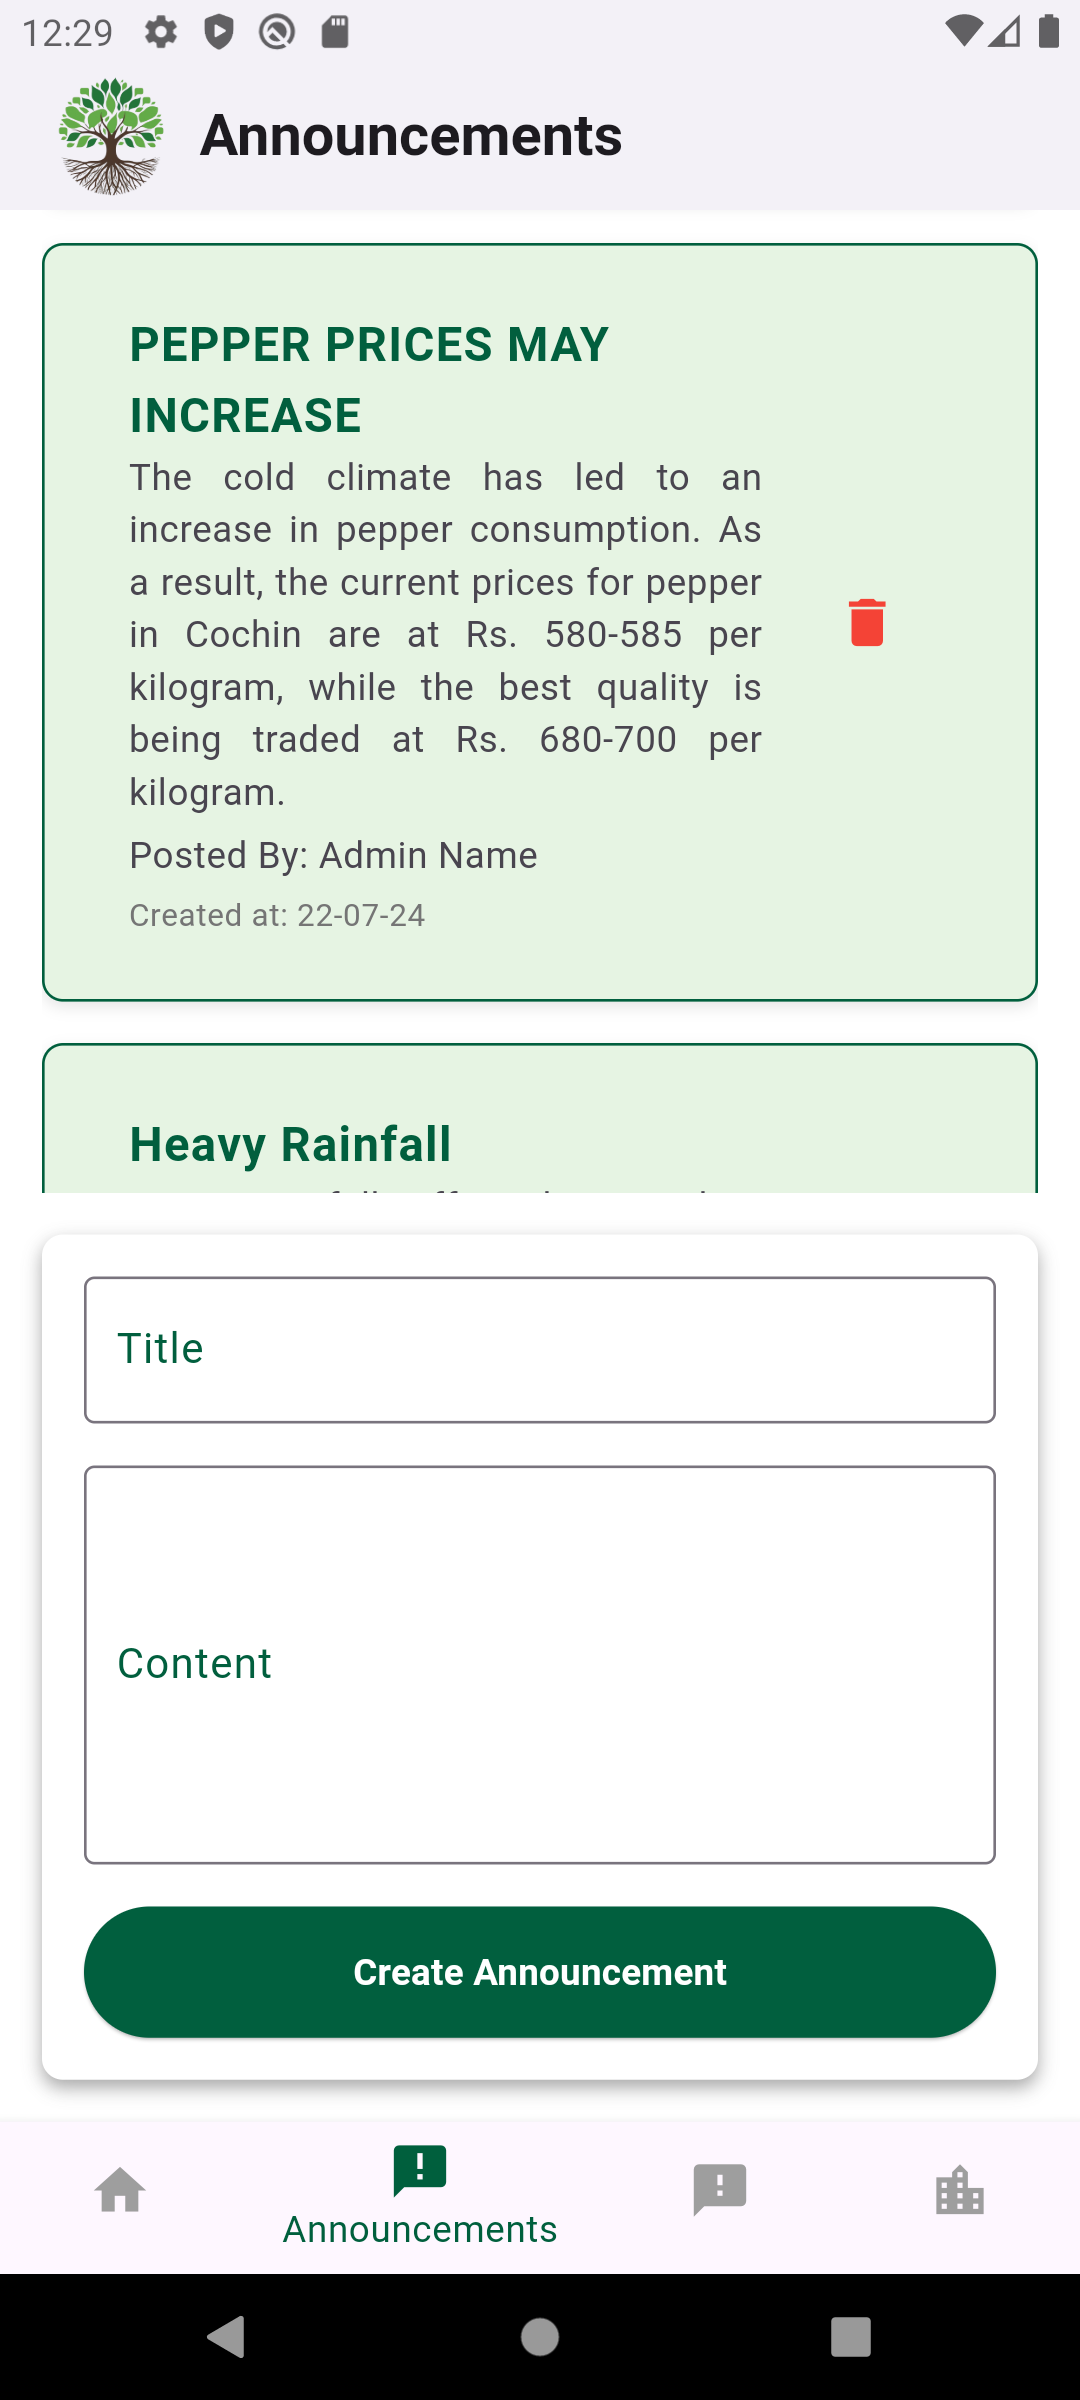 12:29
Announcements
PEPPER PRICES MAY
INCREASE
The cold climate has led to an
increase in pepper consumption. As
a result, the current prices for pepper
in Cochin are at Rs. 580-585 per
kilogram, while the best quality is
being traded at Rs. 680-700 per
kilogram.
Posted By: Admin Name
Created at: 22-07-24
Heavy Rainfall
Title
Content
Create Announcement
Announcements